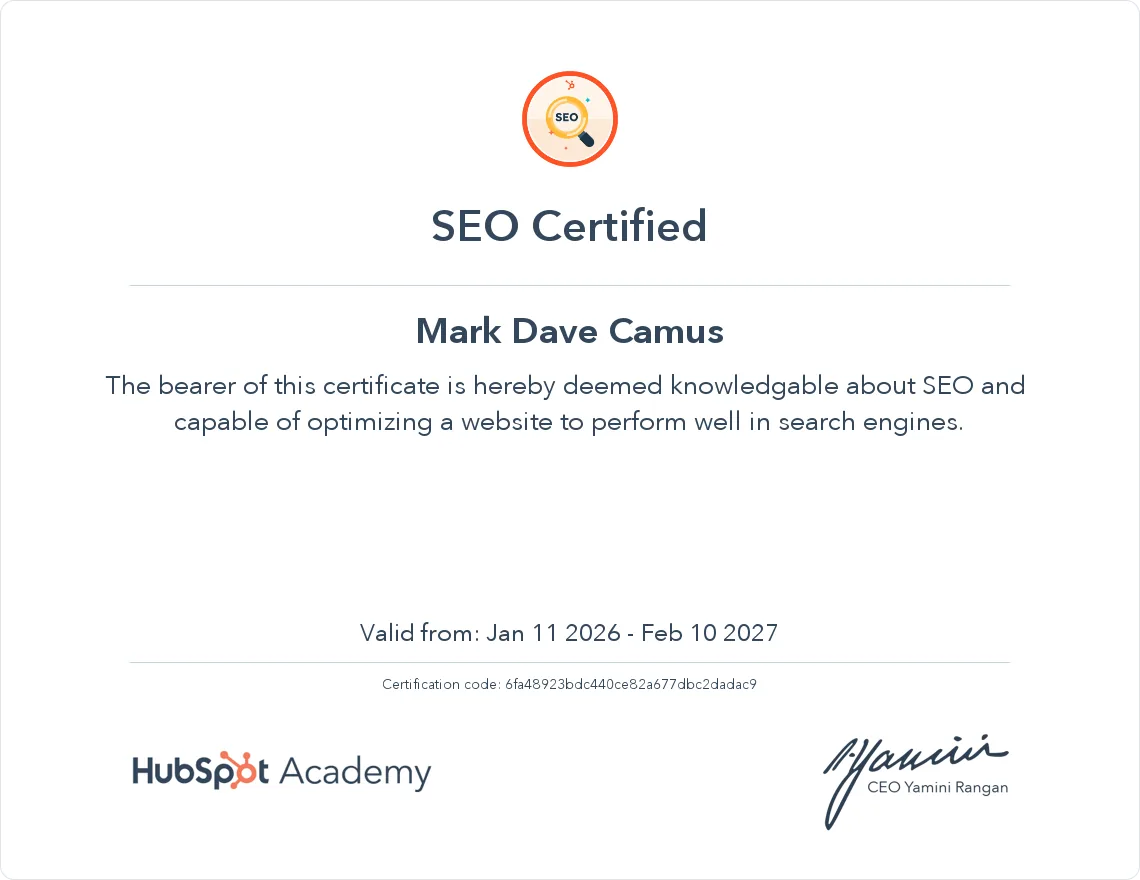 SEO
SEO Certified
Mark Dave Camus
The bearer of this certificate is hereby deemed knowledgable about SEO and
capable of optimizing a website to perform well in search engines.
Valid from: Jan 11 2026 - Feb 10 2027
Certification code: 6fa48923bdc440ce82a677dbc2dadac9
HubSpot Academy
Yamini
CEO Yamini Rangan